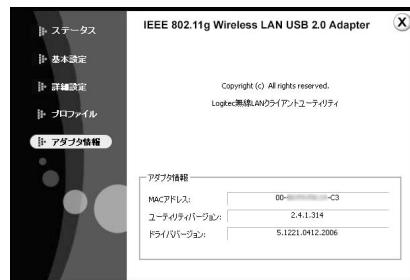 IEEE 802.11g Wireless LAN USB 2.0 Adapter
X
ステータス
基本設定
詳細設定
プロファイル
アダプタ情報
Copyright (c) All rights reserved.
Logitec無線LANクライアントユーティリティ
アダプタ情報
MACアドレス: 00- -C3
ユーティリティバージョン: 2.4.1.314
ドライババージョン: 5.1221.0412.2006